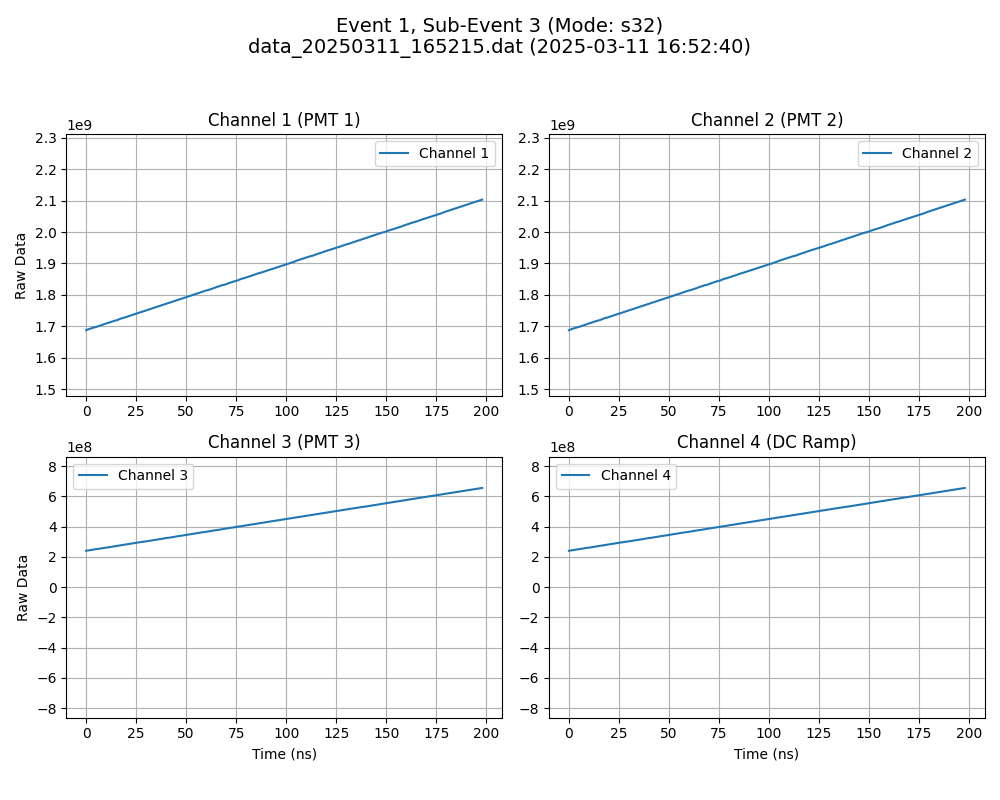 Event 1, Sub-Event 3 (Mode: s32)
data_20250311_165215.dat (2025-03-11 16:52:40)
Channel 1 (PMT 1)
1e9
Channel 1
Raw Data
2.3
2.2
2.1
2.0
1.9
1.8
1.7
1.6
1.5
0 25 50 75 100 125 150 175 200
Channel 2 (PMT 2)
1e9
Channel 2
2.3
2.2
2.1
2.0
1.9
1.8
1.7
1.6
1.5
0 25 50 75 100 125 150 175 200
Channel 3 (PMT 3)
1e8
Channel 3
Raw Data
8
6
4
2
0
−2
−4
−6
−8
0 25 50 75 100 125 150 175 200
Time (ns)
Channel 4 (DC Ramp)
1e8
Channel 4
8
6
4
2
0
−2
−4
−6
−8
0 25 50 75 100 125 150 175 200
Time (ns)